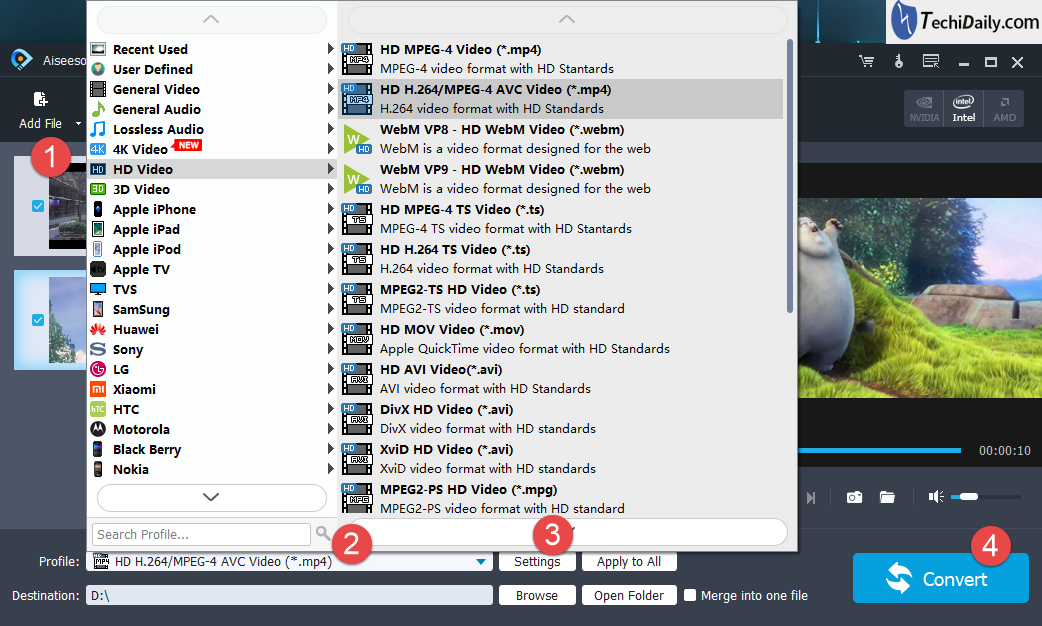 TechiDaily.com
Aiseeso
Add File
1
NVIDIA
Intel
AMD
Recent Used
User Defined
General Video
General Audio
Lossless Audio
4K Video NEW
HD Video
3D Video
Apple iPhone
Apple iPad
Apple iPod
Apple TV
TVS
SamSung
Huawei
Sony
LG
Xiaomi
HTC
Motorola
Black Berry
Nokia
Search Profile...
HD MPEG-4 Video (*.mp4)
MPEG-4 video format with HD Stantards
HD H.264/MPEG-4 AVC Video (*.mp4)
H.264 video format with HD Standards
WebM VP8 - HD WebM Video (*.webm)
WebM is a video format designed for the web
WebM VP9 - HD WebM Video (*.webm)
WebM is a video format designed for the web
HD MPEG-4 TS Video (*.ts)
MPEG-4 TS video format with HD Stantards
HD H.264 TS Video (*.ts)
H.264 video format with HD Standards
MPEG2-TS HD Video (*.ts)
MPEG2-TS video format with HD standard
HD MOV Video (*.mov)
Apple QuickTime video format with HD Standards
HD AVI Video(*.avi)
AVI video format with HD Standards
DivX HD Video (*.avi)
DivX video format with HD standards
XviD HD Video (*.avi)
XviD video format with HD standards
MPEG2-PS HD Video (*.mpg)
MPEG2-PS video format with HD standard
00:00:10
2
3
4
Profile:
HD H.264/MPEG-4 AVC Video (*.mp4)
Settings
Apply to All
Convert
Destination:
D:\
Browse
Open Folder
Merge into one file